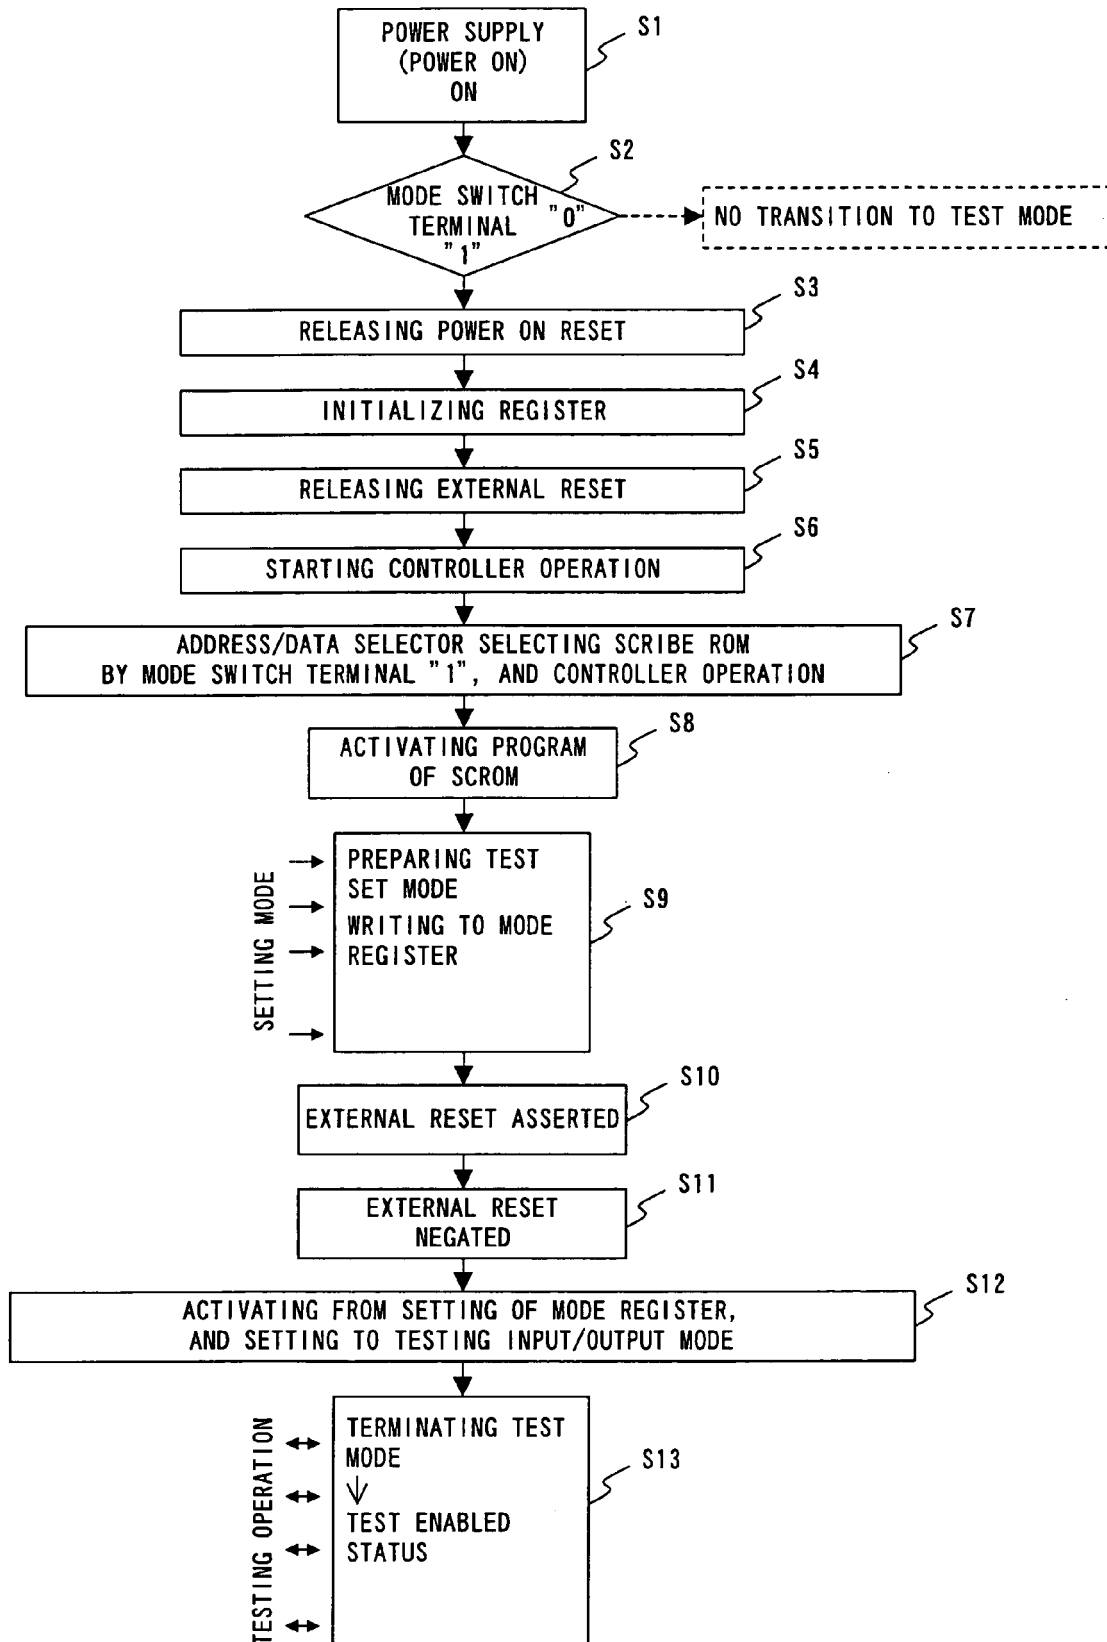 POWER SUPPLY
(POWER ON)
ON
S1
S2
MODE SWITCH
TERMINAL
"0"
"1"
NO TRANSITION TO TEST MODE
S3
RELEASING POWER ON RESET
S4
INITIALIZING REGISTER
S5
RELEASING EXTERNAL RESET
S6
STARTING CONTROLLER OPERATION
S7
ADDRESS/DATA SELECTOR SELECTING SCRIBE ROM
BY MODE SWITCH TERMINAL "1", AND CONTROLLER OPERATION
S8
ACTIVATING PROGRAM
OF SCROM
SETTING MODE
PREPARING TEST
SET MODE
WRITING TO MODE
REGISTER
S9
S10
EXTERNAL RESET ASSERTED
S11
EXTERNAL RESET
NEGATED
S12
ACTIVATING FROM SETTING OF MODE REGISTER,
AND SETTING TO TESTING INPUT/OUTPUT MODE
TESTING OPERATION
TERMINATING TEST
MODE
TEST ENABLED
STATUS
S13